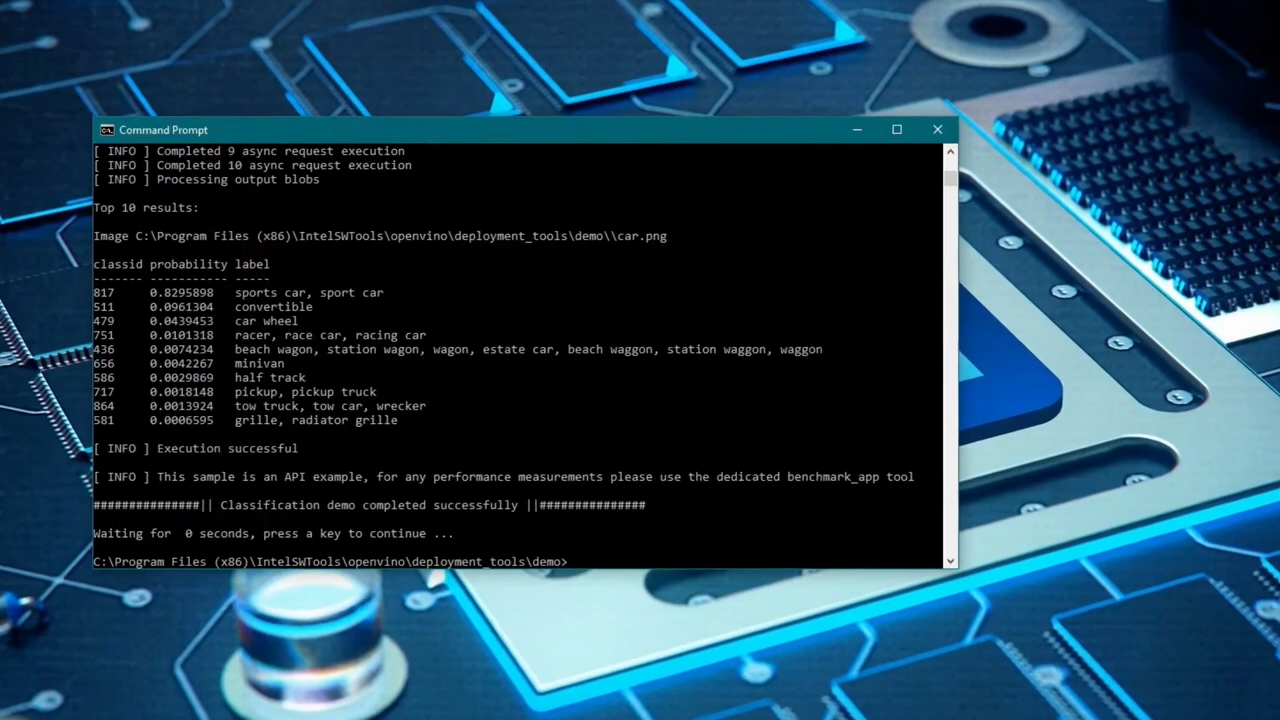 Command Prompt
[ INFO ] Completed 9 async request execution
[ INFO ] Completed 10 async request execution
[ INFO ] Processing output blobs
Top 10 results:
Image C:\Program Files (x86)\IntelSWTools\openvino\deployment_tools\demo\\car.png
classid probability label
------- ----------- -----
817 0.8295898 sports car, sport car
511 0.0961304 convertible
479 0.0439453 car wheel
751 0.0101318 racer, race car, racing car
436 0.0074234 beach wagon, station wagon, wagon, estate car, beach waggon, station waggon, waggon
656 0.0042267 minivan
586 0.0029869 half track
717 0.0018148 pickup, pickup truck
864 0.0013924 tow truck, tow car, wrecker
581 0.0006595 grille, radiator grille
[ INFO ] Execution successful
[ INFO ] This sample is an API example, for any performance measurements please use the dedicated benchmark_app tool
###############|| Classification demo completed successfully ||###############
Waiting for 0 seconds, press a key to continue ...
C:\Program Files (x86)\IntelSWTools\openvino\deployment_tools\demo>